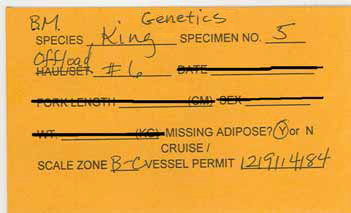 B.M. Genetics
SPECIES King SPECIMEN NO. 5
Offload
HAUL/SET #6 DATE
FORK LENGTH (CM) SEX
WT. (KG) MISSING ADIPOSE? Y or N
CRUISE /
SCALE ZONE B-C VESSEL PERMIT 1219114184